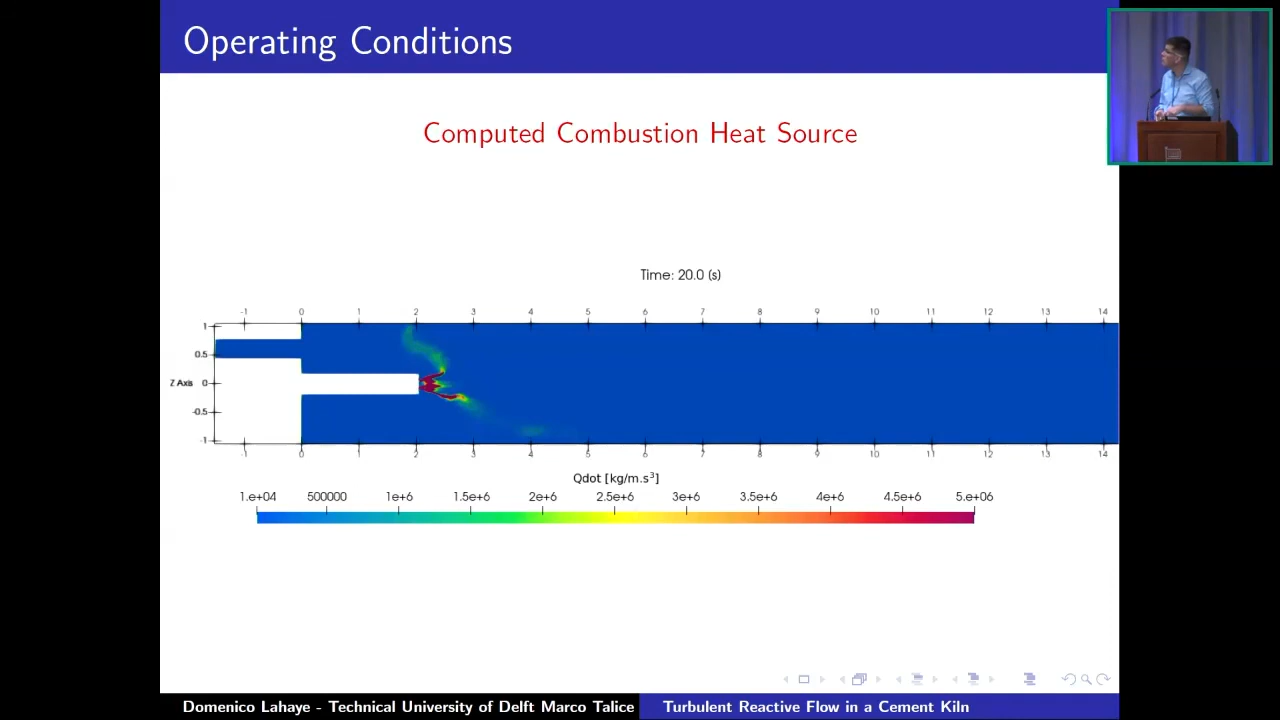 Operating Conditions
Computed Combustion Heat Source
Time: 20.0 (s)
-1 0 1 2 3 4 5 6 7 8 9 10 11 12 13 14
1
0.5
Z Axis 0
-0.5
-1
-1 0 1 2 3 4 5 6 7 8 9 10 11 12 13 14
Qdot [kg/m.s³]
1.e+04 500000 1e+6 1.5e+6 2e+6 2.5e+6 3e+6 3.5e+6 4e+6 4.5e+6 5.e+06
Domenico Lahaye - Technical University of Delft Marco Talice Turbulent Reactive Flow in a Cement Kiln